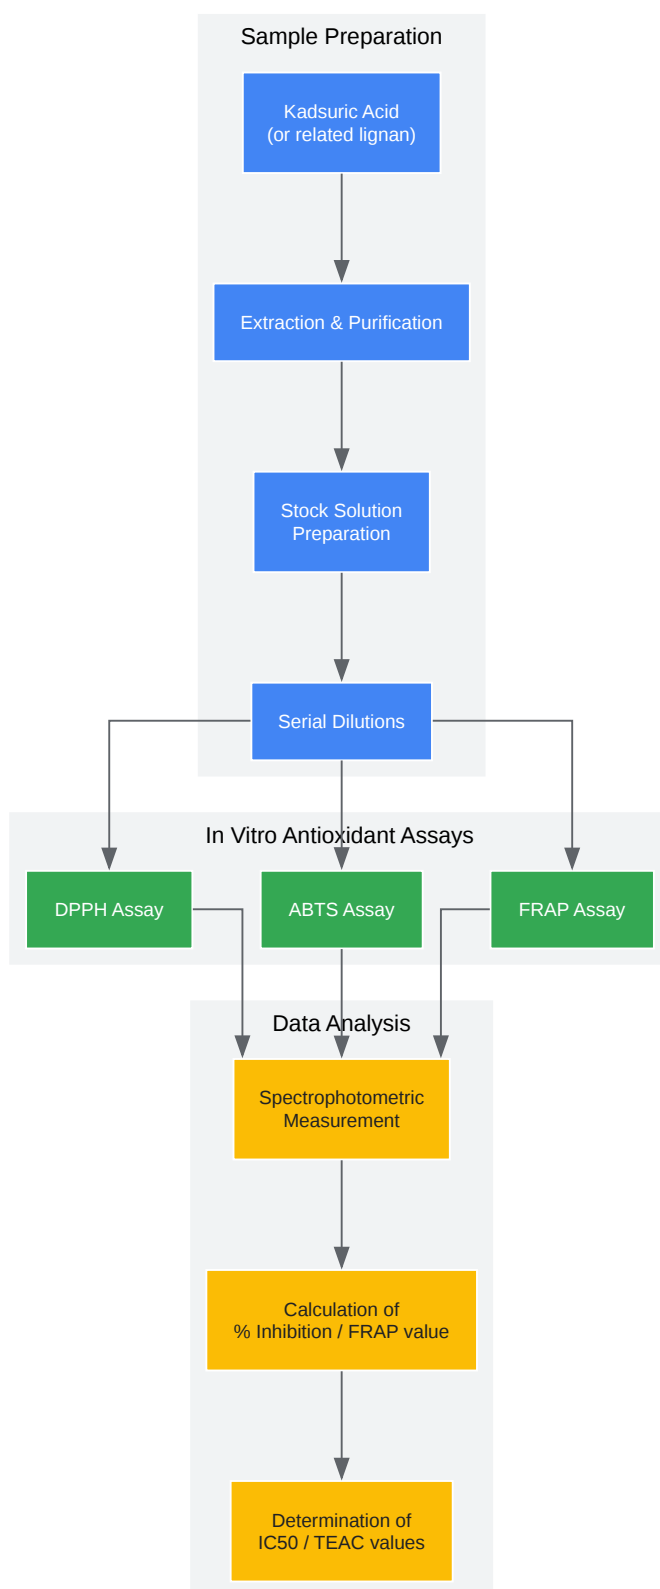 Sample Preparation
Kadsuric Acid
(or related lignan)
Extraction & Purification
Stock Solution
Preparation
Serial Dilutions
In Vitro Antioxidant Assays
DPPH Assay
ABTS Assay
FRAP Assay
Data Analysis
Spectrophotometric
Measurement
Calculation of
% Inhibition / FRAP value
Determination of
IC50 / TEAC values